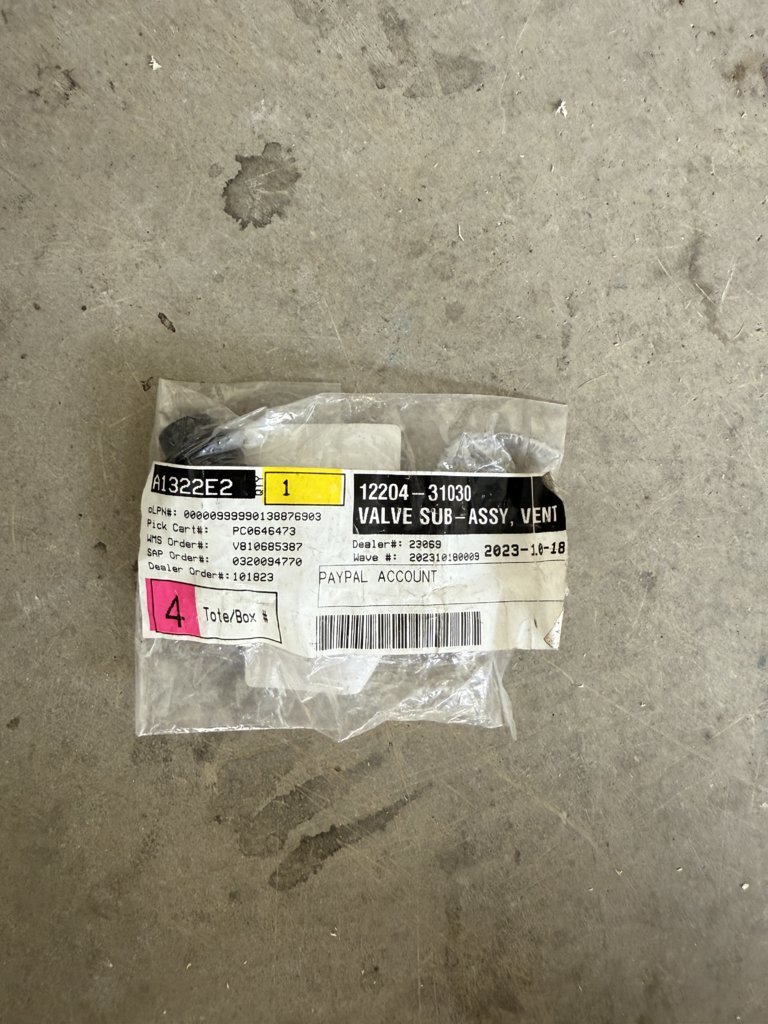 A1322E2
QTY
1
oLPN#: 00000999990138876903
Pick Cart#: PC0646473
WMS Order#: V810685387
SAP Order#: 0320094770
Dealer Order#: 101823
4
Tote/Box #
12204-31030
VALVE SUB-ASSY, VENT
Dealer#: 23069
Wave #: 202310180009
2023-10-18
PAYPAL ACCOUNT